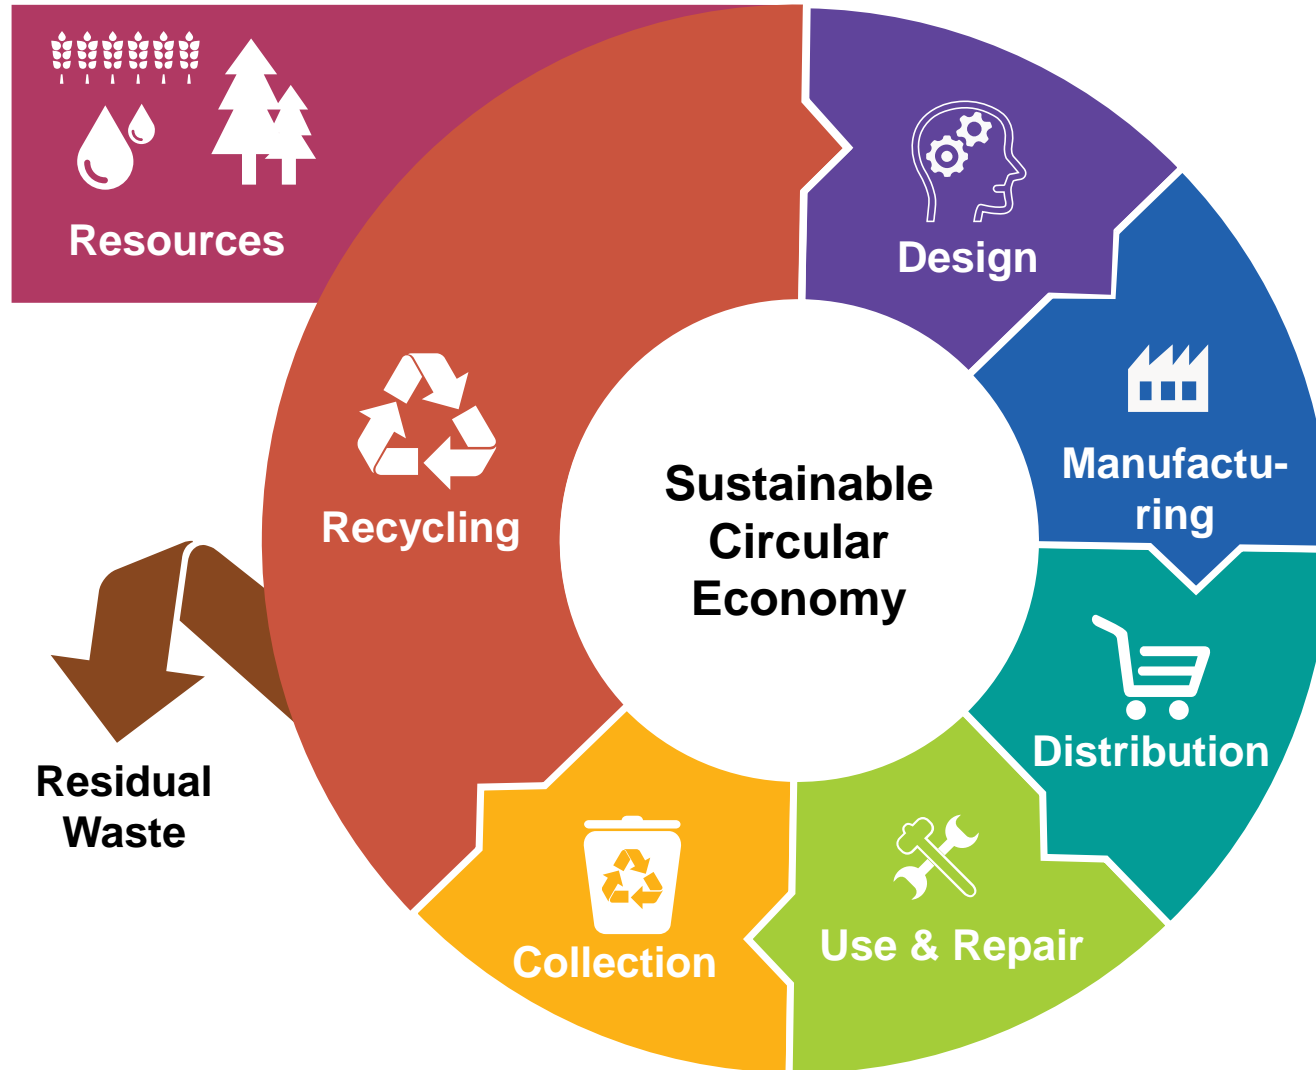 Resources
Design
Manufactu-
ring
Distribution
Use & Repair
Collection
Recycling
Sustainable
Circular
Economy
Residual
Waste